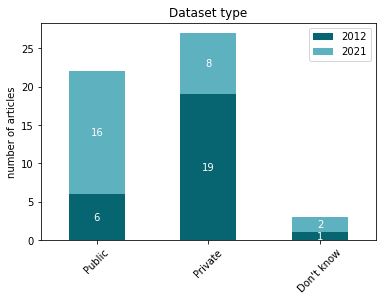 Dataset type
2012
2021
number of articles
25
20
15
10
5
0
16
6
8
19
2
1
Public
Private
Don't know